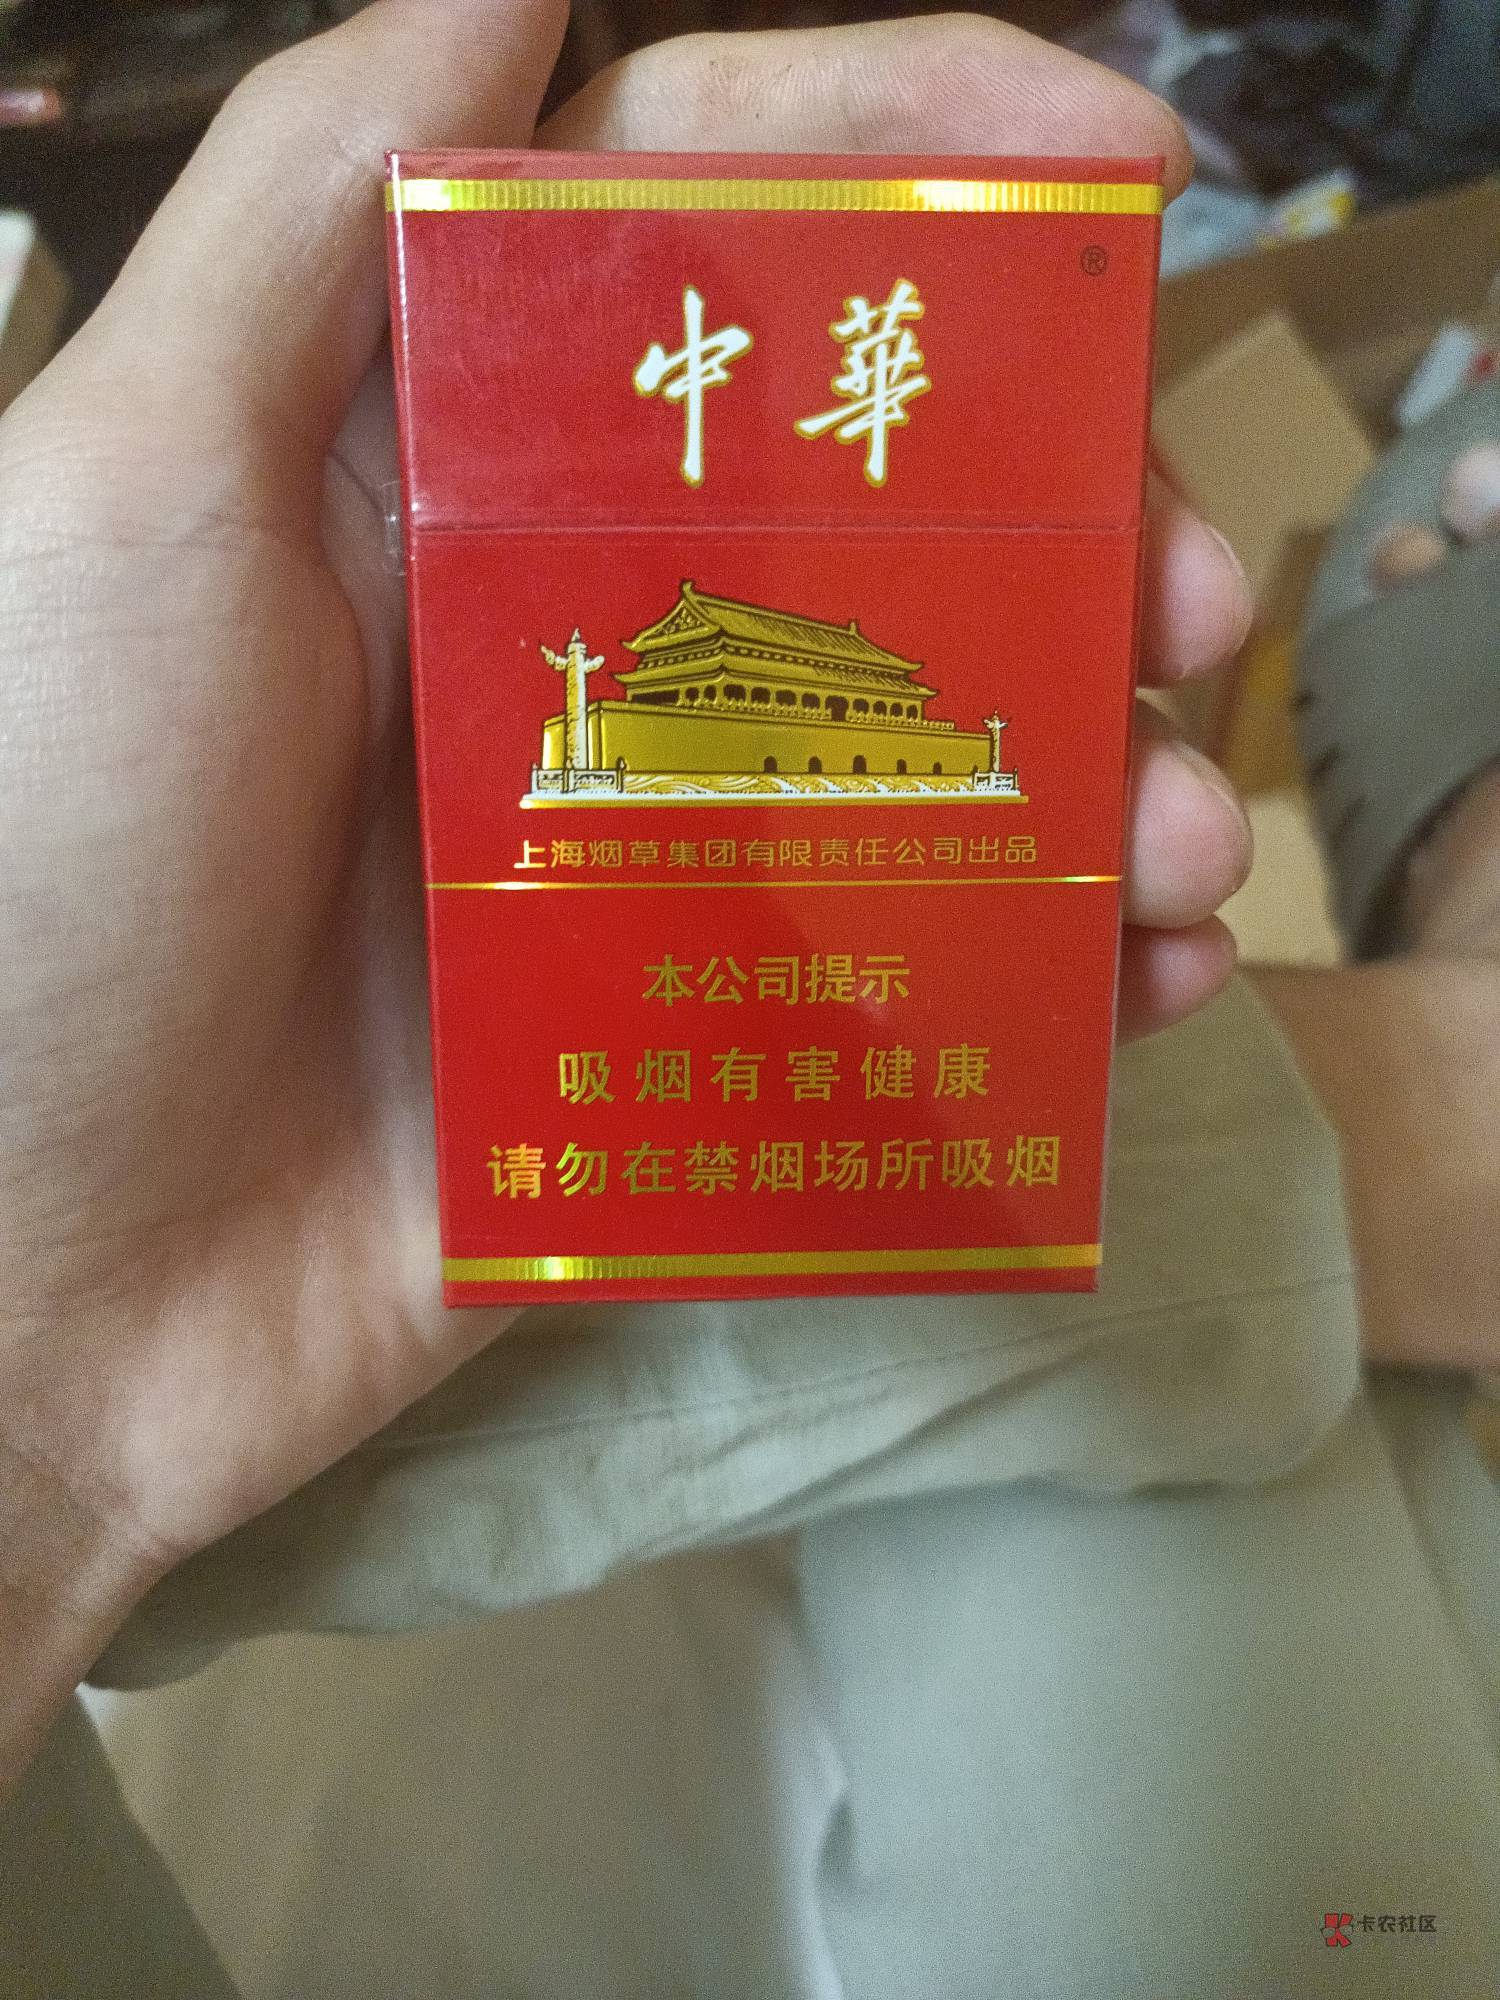 中華
®
上海烟草集团有限责任公司出品
本公司提示
吸烟有害健康
请勿在禁烟场所吸烟
卡农社区